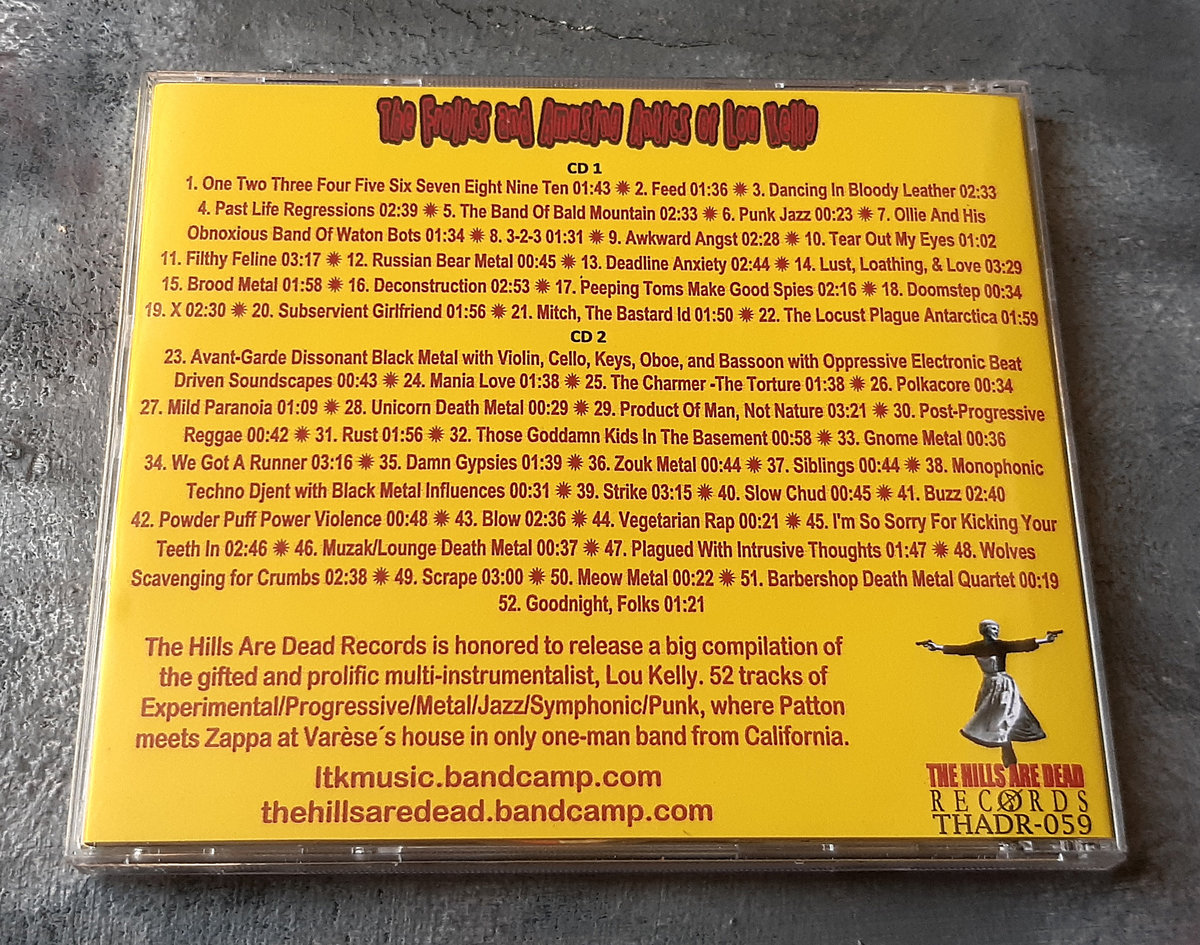 The Frolics and Amusing Antics of Lou Kelly
CD 1
1. One Two Three Four Five Six Seven Eight Nine Ten 01:43 ✹ 2. Feed 01:36 ✹ 3. Dancing In Bloody Leather 02:33
4. Past Life Regressions 02:39 ✹ 5. The Band Of Bald Mountain 02:33 ✹ 6. Punk Jazz 00:23 ✹ 7. Ollie And His
Obnoxious Band Of Waton Bots 01:34 ✹ 8. 3-2-3 01:31 ✹ 9. Awkward Angst 02:28 ✹ 10. Tear Out My Eyes 01:02
11. Filthy Feline 03:17 ✹ 12. Russian Bear Metal 00:45 ✹ 13. Deadline Anxiety 02:44 ✹ 14. Lust, Loathing, & Love 03:29
15. Brood Metal 01:58 ✹ 16. Deconstruction 02:53 ✹ 17. Peeping Toms Make Good Spies 02:16 ✹ 18. Doomstep 00:34
19. X 02:30 ✹ 20. Subservient Girlfriend 01:56 ✹ 21. Mitch, The Bastard Id 01:50 ✹ 22. The Locust Plague Antarctica 01:59
CD 2
23. Avant-Garde Dissonant Black Metal with Violin, Cello, Keys, Oboe, and Bassoon with Oppressive Electronic Beat
Driven Soundscapes 00:43 ✹ 24. Mania Love 01:38 ✹ 25. The Charmer -The Torture 01:38 ✹ 26. Polkacore 00:34
27. Mild Paranoia 01:09 ✹ 28. Unicorn Death Metal 00:29 ✹ 29. Product Of Man, Not Nature 03:21 ✹ 30. Post-Progressive
Reggae 00:42 ✹ 31. Rust 01:56 ✹ 32. Those Goddamn Kids In The Basement 00:58 ✹ 33. Gnome Metal 00:36
34. We Got A Runner 03:16 ✹ 35. Damn Gypsies 01:39 ✹ 36. Zouk Metal 00:44 ✹ 37. Siblings 00:44 ✹ 38. Monophonic
Techno Djent with Black Metal Influences 00:31 ✹ 39. Strike 03:15 ✹ 40. Slow Chud 00:45 ✹ 41. Buzz 02:40
42. Powder Puff Power Violence 00:48 ✹ 43. Blow 02:36 ✹ 44. Vegetarian Rap 00:21 ✹ 45. I'm So Sorry For Kicking Your
Teeth In 02:46 ✹ 46. Muzak/Lounge Death Metal 00:37 ✹ 47. Plagued With Intrusive Thoughts 01:47 ✹ 48. Wolves
Scavenging for Crumbs 02:38 ✹ 49. Scrape 03:00 ✹ 50. Meow Metal 00:22 ✹ 51. Barbershop Death Metal Quartet 00:19
52. Goodnight, Folks 01:21
The Hills Are Dead Records is honored to release a big compilation of
the gifted and prolific multi-instrumentalist, Lou Kelly. 52 tracks of
Experimental/Progressive/Metal/Jazz/Symphonic/Punk, where Patton
meets Zappa at Varèse´s house in only one-man band from California.
ltkmusic.bandcamp.com
thehillsaredead.bandcamp.com
THE HILLS ARE DEAD
RECORDS
THADR-059